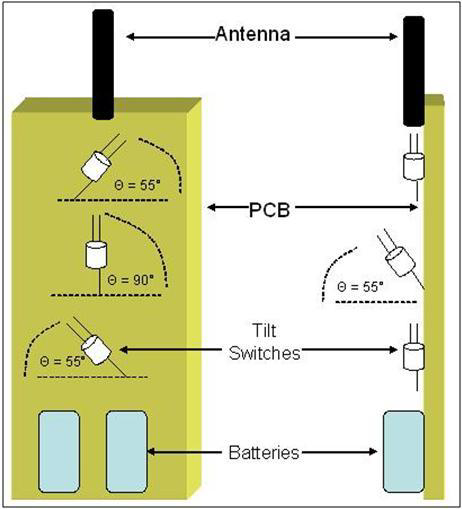 Antenna
Θ = 55°
PCB
Θ = 90°
Θ = 55°
Tilt
Switches
Θ = 55°
Batteries